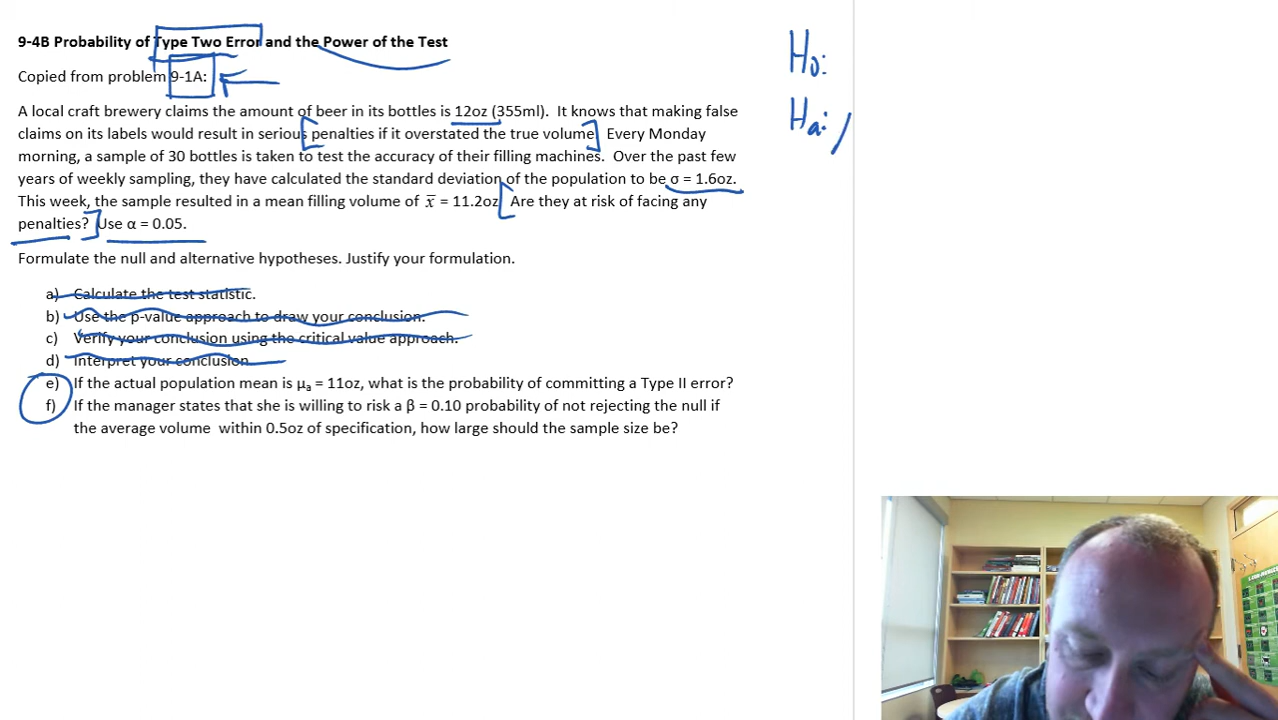 9-4B Probability of Type Two Error and the Power of the Test
Copied from problem 9-1A:
A local craft brewery claims the amount of beer in its bottles is 12oz (355ml). It knows that making false
claims on its labels would result in serious penalties if it overstated the true volume. Every Monday
morning, a sample of 30 bottles is taken to test the accuracy of their filling machines. Over the past few
years of weekly sampling, they have calculated the standard deviation of the population to be σ = 1.6oz.
This week, the sample resulted in a mean filling volume of x̅ = 11.2oz. Are they at risk of facing any
penalties? Use α = 0.05.
Formulate the null and alternative hypotheses. Justify your formulation.
a) Calculate the test statistic.
b) Use the p-value approach to draw your conclusion.
c) Verify your conclusion using the critical value approach.
d) Interpret your conclusion
e) If the actual population mean is μₐ = 11oz, what is the probability of committing a Type II error?
f) If the manager states that she is willing to risk a β = 0.10 probability of not rejecting the null if
the average volume within 0.5oz of specification, how large should the sample size be?
H₀:
Hₐ: